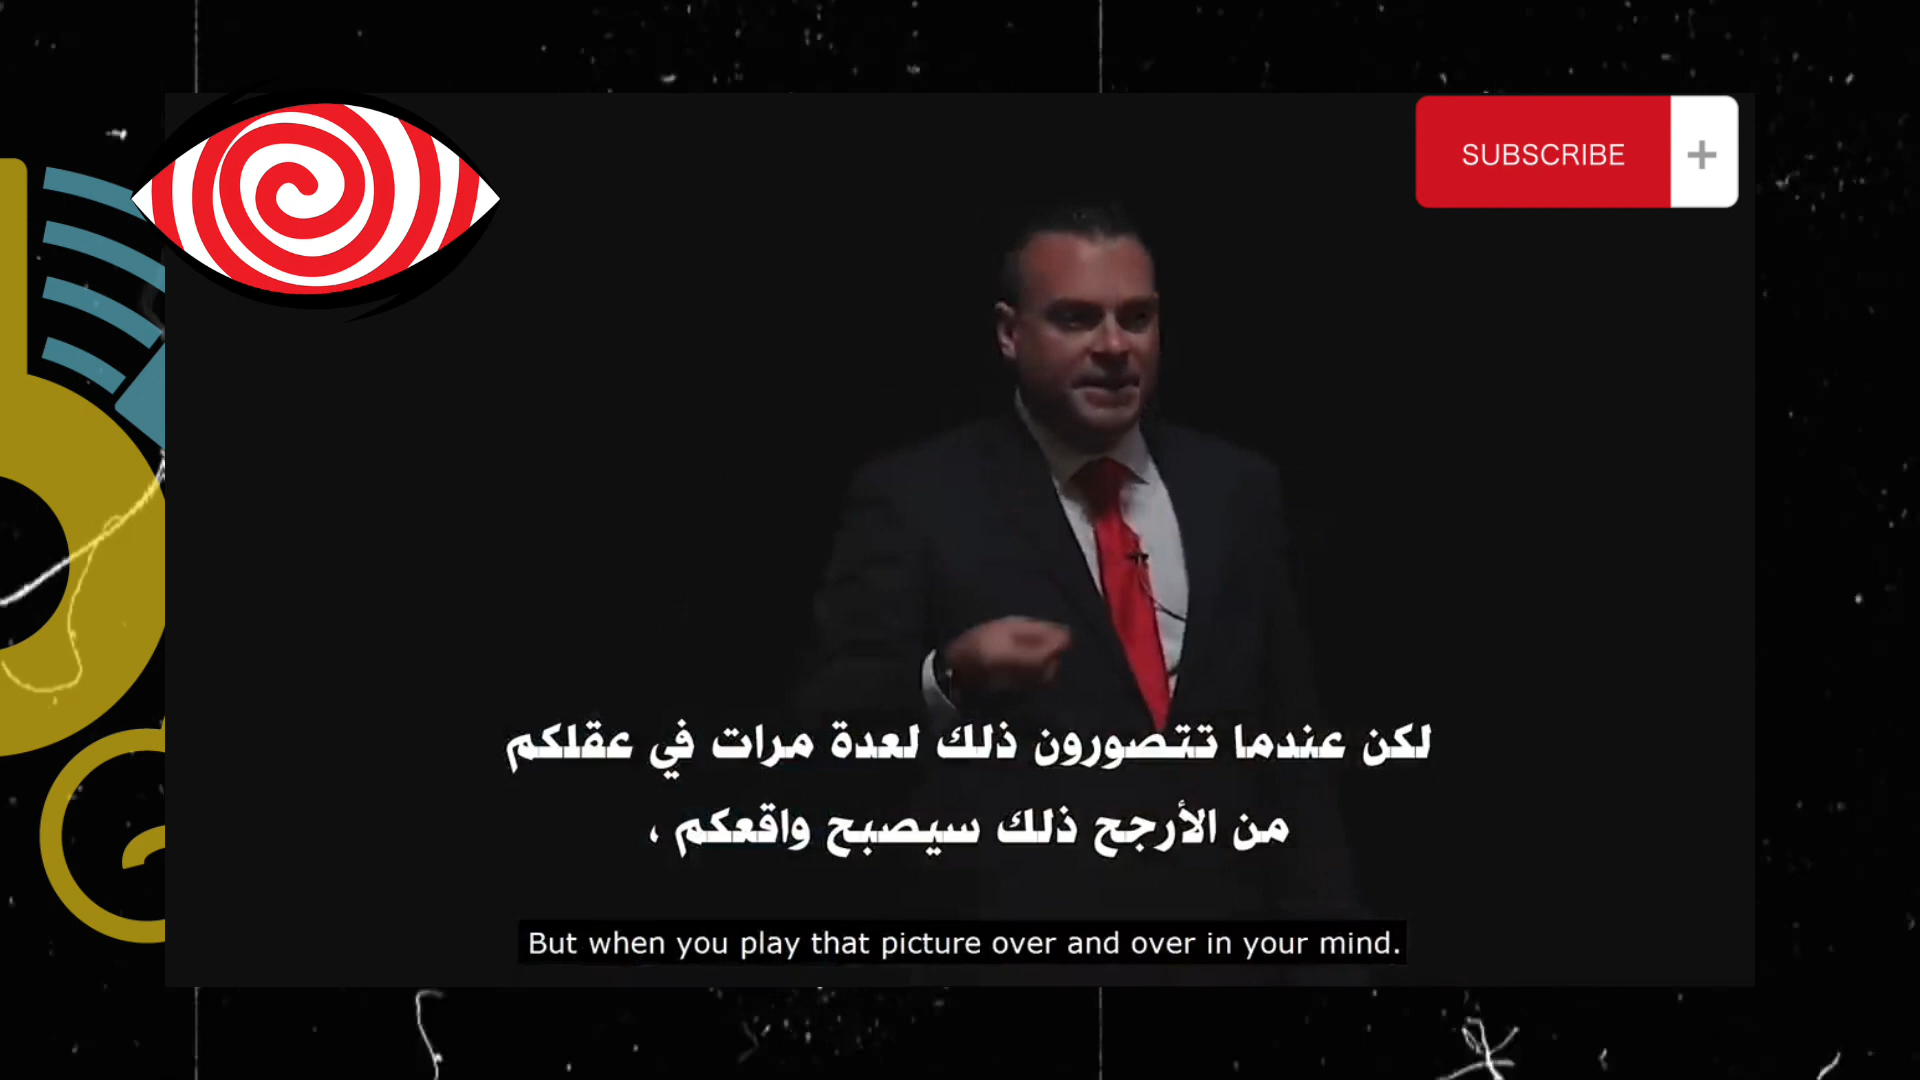 SUBSCRIBE +
لكن عندما تتصورون ذلك لعدة مرات في عقلكم
من الأرجح ذلك سيصبح واقعكم ،
But when you play that picture over and over in your mind.